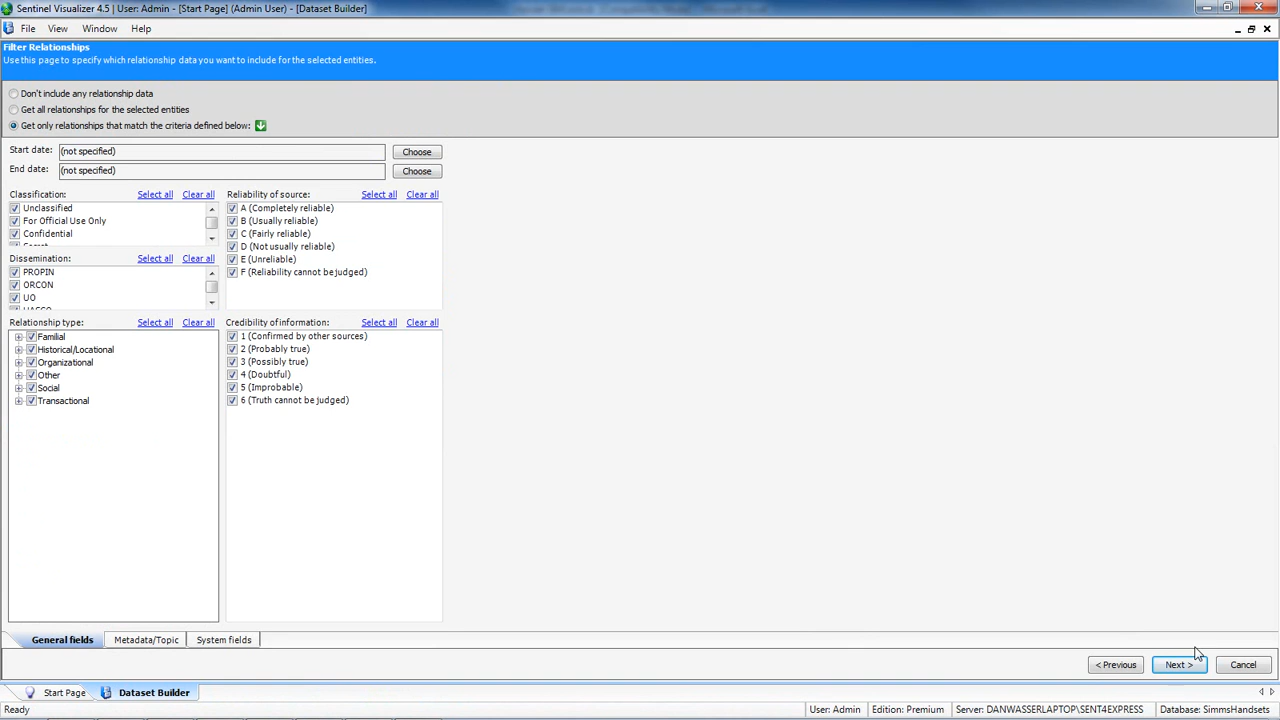 Sentinel Visualizer 4.5 | User: Admin - [Start Page] (Admin User) - [Dataset Builder]
File View Window Help
Filter Relationships
Use this page to specify which relationship data you want to include for the selected entities.
Don't include any relationship data
Get all relationships for the selected entities
Get only relationships that match the criteria defined below:
Start date: (not specified) Choose
End date: (not specified) Choose
Classification: Select all Clear all
Unclassified
For Official Use Only
Confidential
Secret
Dissemination: Select all Clear all
PROPIN
ORCON
UO
Relationship type: Select all Clear all
Familial
Historical/Locational
Organizational
Other
Social
Transactional
Reliability of source: Select all Clear all
A (Completely reliable)
B (Usually reliable)
C (Fairly reliable)
D (Not usually reliable)
E (Unreliable)
F (Reliability cannot be judged)
Credibility of information: Select all Clear all
1 (Confirmed by other sources)
2 (Probably true)
3 (Possibly true)
4 (Doubtful)
5 (Improbable)
6 (Truth cannot be judged)
General fields Metadata/Topic System fields
< Previous Next > Cancel
Start Page Dataset Builder
Ready User: Admin Edition: Premium Server: DANWASSERLAPTOP\SENT4EXPRESS Database: SimmsHandsets